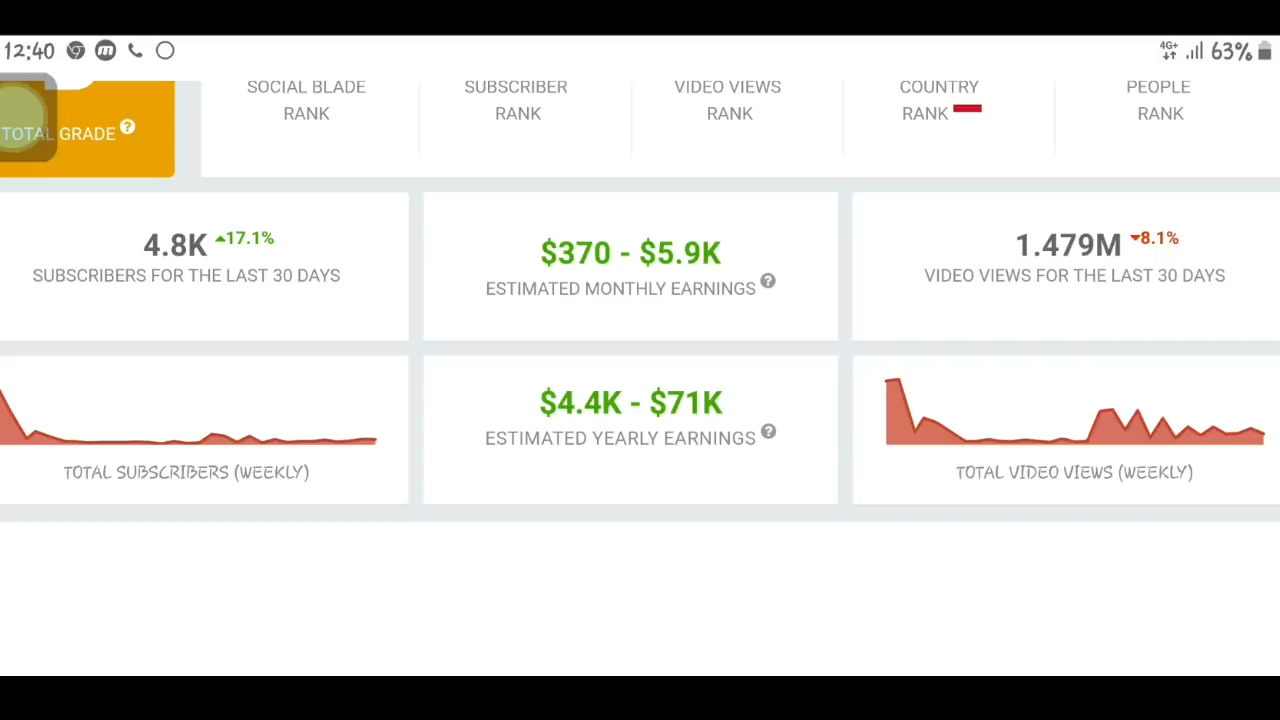 12:40
4G+ 63%
TOTAL GRADE ?
SOCIAL BLADE
RANK
SUBSCRIBER
RANK
VIDEO VIEWS
RANK
COUNTRY
RANK
PEOPLE
RANK
4.8K 17.1%
SUBSCRIBERS FOR THE LAST 30 DAYS
$370 - $5.9K
ESTIMATED MONTHLY EARNINGS ?
1.479M 8.1%
VIDEO VIEWS FOR THE LAST 30 DAYS
TOTAL SUBSCRIBERS (WEEKLY)
$4.4K - $71K
ESTIMATED YEARLY EARNINGS ?
TOTAL VIDEO VIEWS (WEEKLY)